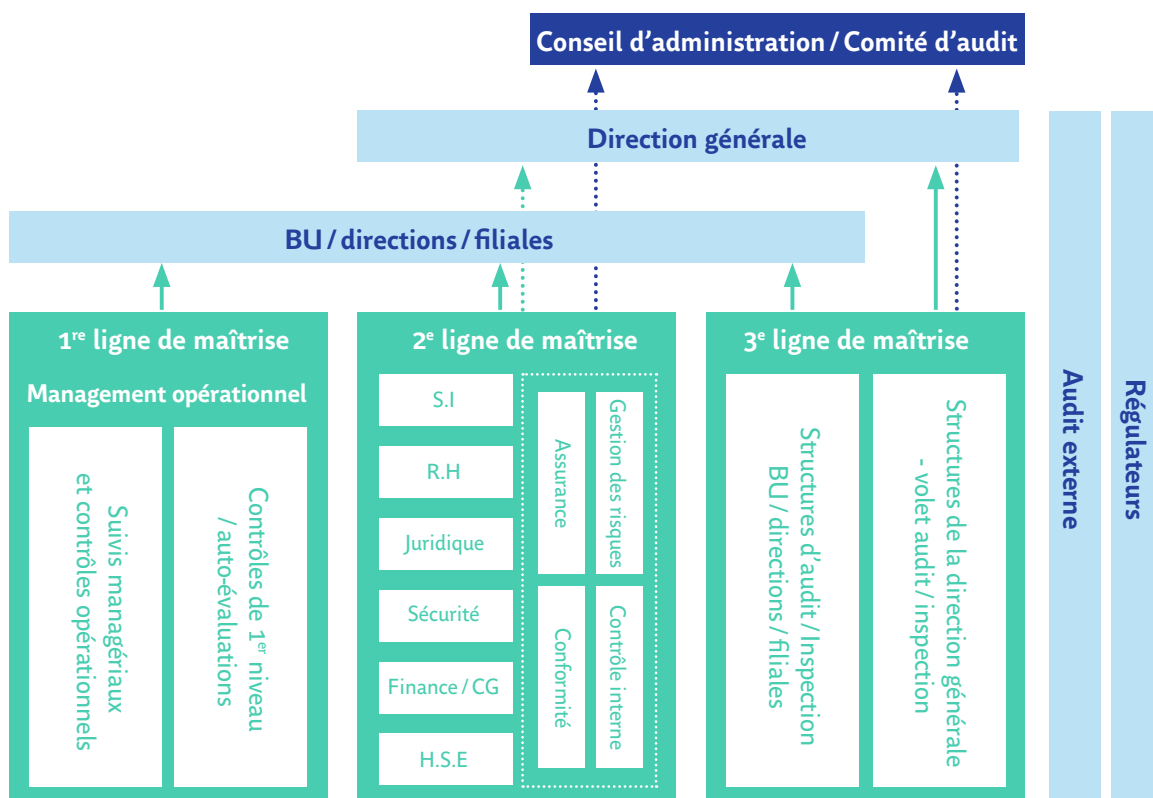 Conseil d’administration / Comité d’audit
Direction générale
BU / directions / filiales
1re ligne de maîtrise
Management opérationnel
Suivis managériaux
et contrôles opérationnels
Contrôles de 1er niveau
/ auto-évaluations
2e ligne de maîtrise
S.I
R.H
Juridique
Sécurité
Finance / CG
H.S.E
Assurance
Gestion des risques
Conformité
Contrôle interne
3e ligne de maîtrise
Structures d’audit / Inspection
BU / directions / filiales
Structures de la direction générale
- volet audit / inspection
Audit externe
Régulateurs